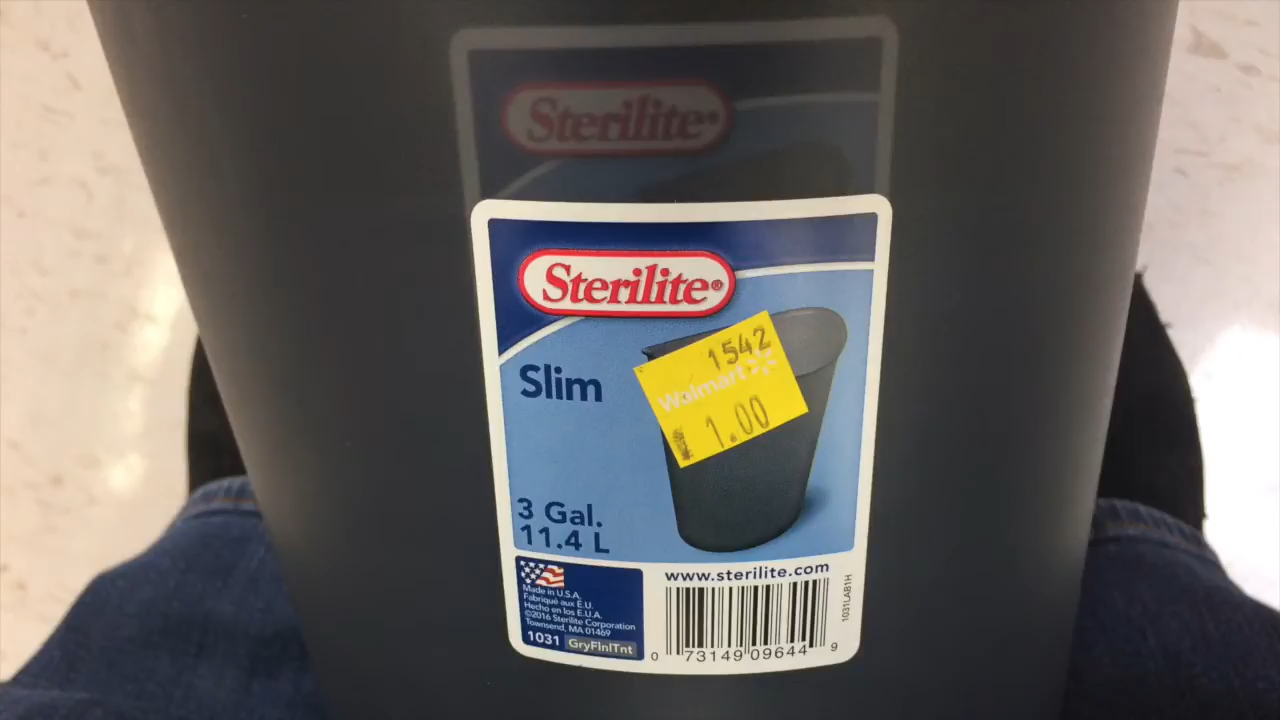 Sterilite®
Sterilite®
Slim
1542
Walmart
1.00
3 Gal.
11.4 L
Made in U.S.A.
Fabriqué aux E.U.
Hecho en los E.U.A.
©2016 Sterilite Corporation
Townsend, MA 01469
1031 GryFlnlTnt
www.sterilite.com
1031LAB1H
0 73149 09644 9